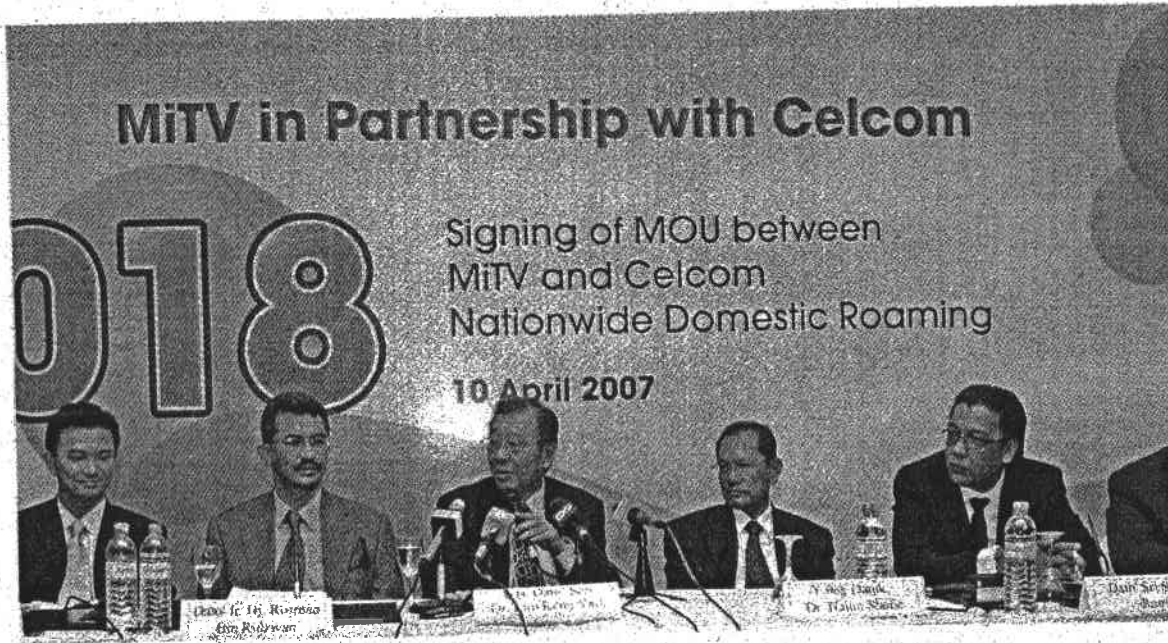 MiTV in Partnership with Celcom
018
Signing of MOU between
MiTV and Celcom
Nationwide Domestic Roaming
10 April 2007